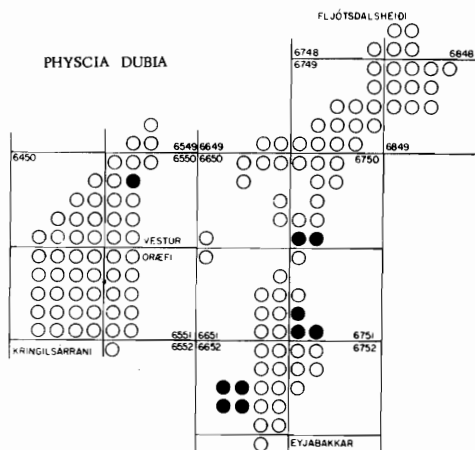 FLJÓTSDALSHEIÐI
PHYSCIA DUBIA
6748 6848
6749
6549 6649
6450 6550 6650 6750 6849
VESTUR
ÖRÆFI
6551 6651 6751
KRINGILSÁRRANI 6552 6652 6752
EYJABAKKAR